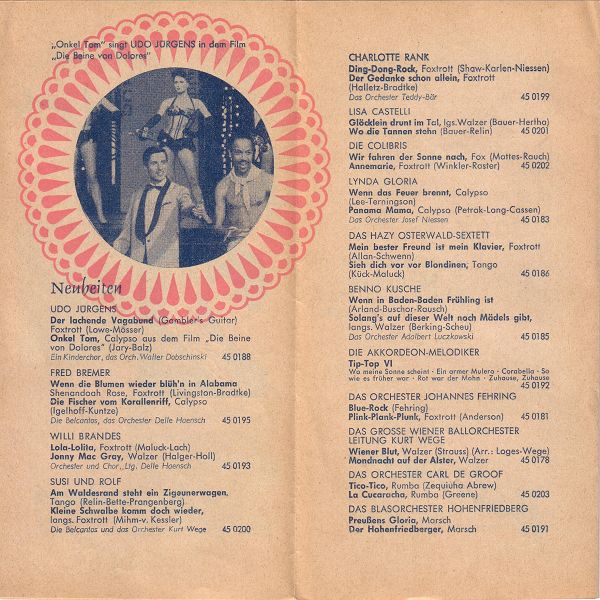 „Onkel Tom" singt UDO JÜRGENS in dem Film
„Die Beine von Dolores"
Neuheiten
UDO JÜRGENS
Der lachende Vagabund (Gambler's Guitar)
Foxtrott (Lowe-Mösser)
Onkel Tom, Calypso aus dem Film „Die Beine
von Dolores" (Jary-Balz)
Ein Kinderchor, das Orch. Walter Dobschinski 45 0188
FRED BREMER
Wenn die Blumen wieder blüh'n in Alabama
Shenandoah Rose, Foxtrott (Livingston-Bradtke)
Die Fischer vom Korallenriff, Calypso
(Igelhoff-Kuntze)
Die Belcantos, das Orchester Delle Haensch 45 0195
WILLI BRANDES
Lola-Lolita, Foxtrott (Maluck-Lach)
Jonny Mac Gray, Walzer (Halger-Holl)
Orchester und Chor, Ltg. Delle Haensch 45 0193
SUSI UND ROLF
Am Waldesrand steht ein Zigeunerwagen,
Tango (Relin-Bette-Prangenberg)
Kleine Schwalbe komm doch wieder,
langs. Foxtrott (Mihm-v. Kessler)
Die Belcantos und das Orchester Kurt Wege 45 0200
CHARLOTTE RANK
Ding-Dong-Rock, Foxtrott (Shaw-Karlen-Niessen)
Der Gedanke schon allein, Foxtrott
(Halletz-Bradtke)
Das Orchester Teddy-Bär 45 0199
LISA CASTELLI
Glöcklein drunt im Tal, lgs. Walzer (Bauer-Hertha)
Wo die Tannen stehn (Bauer-Relin) 45 0201
DIE COLIBRIS
Wir fahren der Sonne nach, Fox (Mattes-Rauch)
Annemarie, Foxtrott (Winkler-Roster) 45 0202
LYNDA GLORIA
Wenn das Feuer brennt, Calypso
(Lee-Terningson)
Panama Mama, Calypso (Petrak-Lang-Cassen)
Das Orchester Josef Niessen 45 0183
DAS HAZY OSTERWALD-SEXTETT
Mein bester Freund ist mein Klavier, Foxtrott
(Allan-Schwenn)
Sieh dich vor vor Blondinen, Tango
(Kück-Maluck) 45 0186
BENNO KUSCHE
Wenn in Baden-Baden Frühling ist
(Arland-Buschor-Rausch)
Solang's auf dieser Welt noch Mädels gibt,
langs. Walzer (Berking-Scheu)
Das Orchester Adalbert Luczkowski 45 0185
DIE AKKORDEON-MELODIKER
Tip-Top VI
Wo meine Sonne scheint · Ein armer Mulero · Corabella · So
wie es früher war · Rot war der Mohn · Zuhause, Zuhause
45 0192
DAS ORCHESTER JOHANNES FEHRING
Blue-Rock (Fehring)
Plink-Plank-Plunk, Foxtrott (Anderson) 45 0181
DAS GROSSE WIENER BALLORCHESTER
LEITUNG KURT WEGE
Wiener Blut, Walzer (Strauss) (Arr.: Lages-Wege)
Mondnacht auf der Alster, Walzer 45 0178
DAS ORCHESTER CARL DE GROOF
Tico-Tico, Rumba (Zequiuha Abrew)
La Cucaracha, Rumba (Greene) 45 0203
DAS BLASORCHESTER HOHENFRIEDBERG
Preußens Gloria, Marsch
Der Hohenfriedberger, Marsch 45 0191